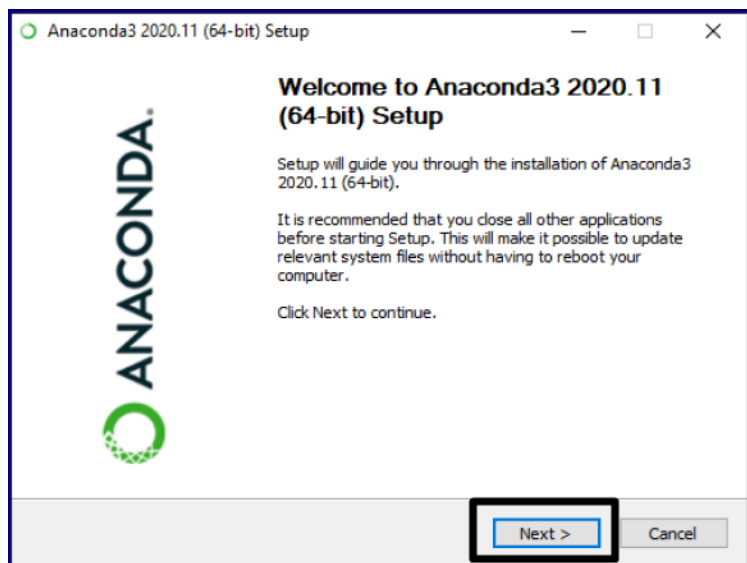 Anaconda3 2020.11 (64-bit) Setup
Welcome to Anaconda3 2020.11
(64-bit) Setup
Setup will guide you through the installation of Anaconda3
2020.11 (64-bit).
It is recommended that you close all other applications
before starting Setup. This will make it possible to update
relevant system files without having to reboot your
computer.
Click Next to continue.
ANACONDA.
Next >
Cancel